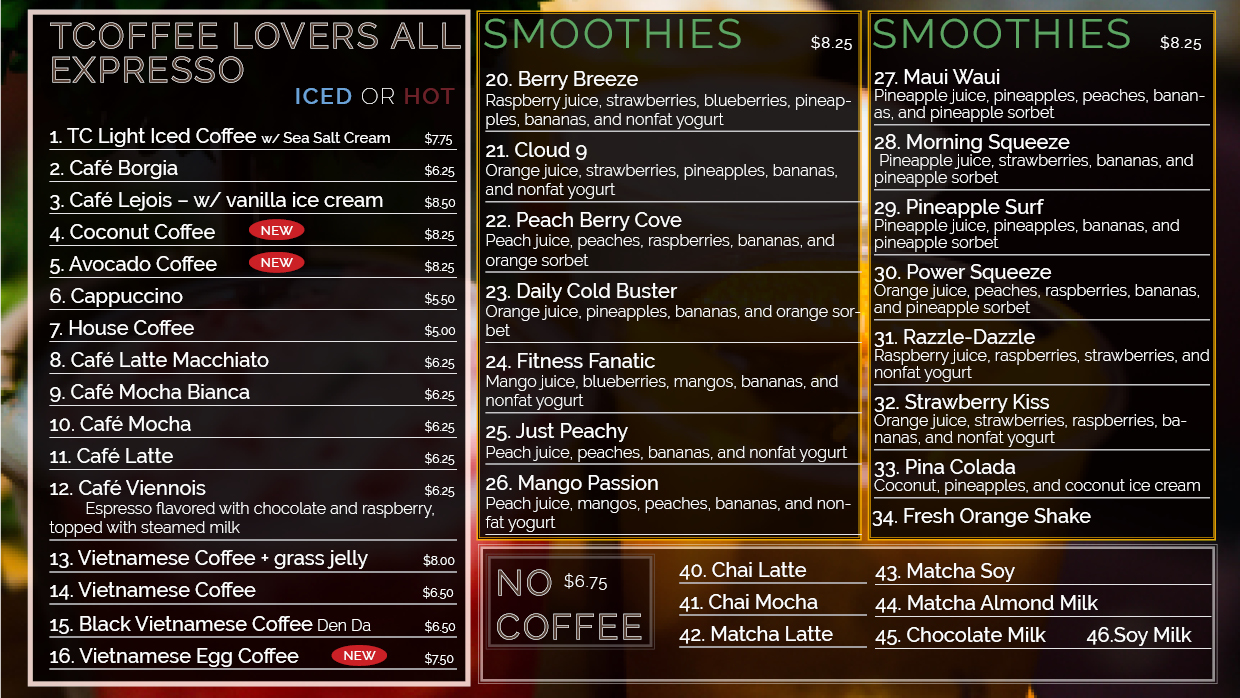 TCOFFEE LOVERS ALL
EXPRESSO
ICED OR HOT
1. TC Light Iced Coffee w/ Sea Salt Cream $7.75
2. Café Borgia $6.25
3. Café Lejois – w/ vanilla ice cream $8.50
4. Coconut Coffee NEW $8.25
5. Avocado Coffee NEW $8.25
6. Cappuccino $5.50
7. House Coffee $5.00
8. Café Latte Macchiato $6.25
9. Café Mocha Bianca $6.25
10. Café Mocha $6.25
11. Café Latte $6.25
12. Café Viennois $6.25
Espresso flavored with chocolate and raspberry,
topped with steamed milk
13. Vietnamese Coffee + grass jelly $8.00
14. Vietnamese Coffee $6.50
15. Black Vietnamese Coffee Den Da $6.50
16. Vietnamese Egg Coffee NEW $7.50
SMOOTHIES $8.25
20. Berry Breeze
Raspberry juice, strawberries, blueberries, pineap-
ples, bananas, and nonfat yogurt
21. Cloud 9
Orange juice, strawberries, pineapples, bananas,
and nonfat yogurt
22. Peach Berry Cove
Peach juice, peaches, raspberries, bananas, and
orange sorbet
23. Daily Cold Buster
Orange juice, pineapples, bananas, and orange sor-
bet
24. Fitness Fanatic
Mango juice, blueberries, mangos, bananas, and
nonfat yogurt
25. Just Peachy
Peach juice, peaches, bananas, and nonfat yogurt
26. Mango Passion
Peach juice, mangos, peaches, bananas, and non-
fat yogurt
SMOOTHIES $8.25
27. Maui Waui
Pineapple juice, pineapples, peaches, banan-
as, and pineapple sorbet
28. Morning Squeeze
Pineapple juice, strawberries, bananas, and
pineapple sorbet
29. Pineapple Surf
Pineapple juice, pineapples, bananas, and
pineapple sorbet
30. Power Squeeze
Orange juice, peaches, raspberries, bananas,
and pineapple sorbet
31. Razzle-Dazzle
Raspberry juice, raspberries, strawberries, and
nonfat yogurt
32. Strawberry Kiss
Orange juice, strawberries, raspberries, ba-
nanas, and nonfat yogurt
33. Pina Colada
Coconut, pineapples, and coconut ice cream
34. Fresh Orange Shake
NO $6.75
COFFEE
40. Chai Latte
41. Chai Mocha
42. Matcha Latte
43. Matcha Soy
44. Matcha Almond Milk
45. Chocolate Milk 46.Soy Milk